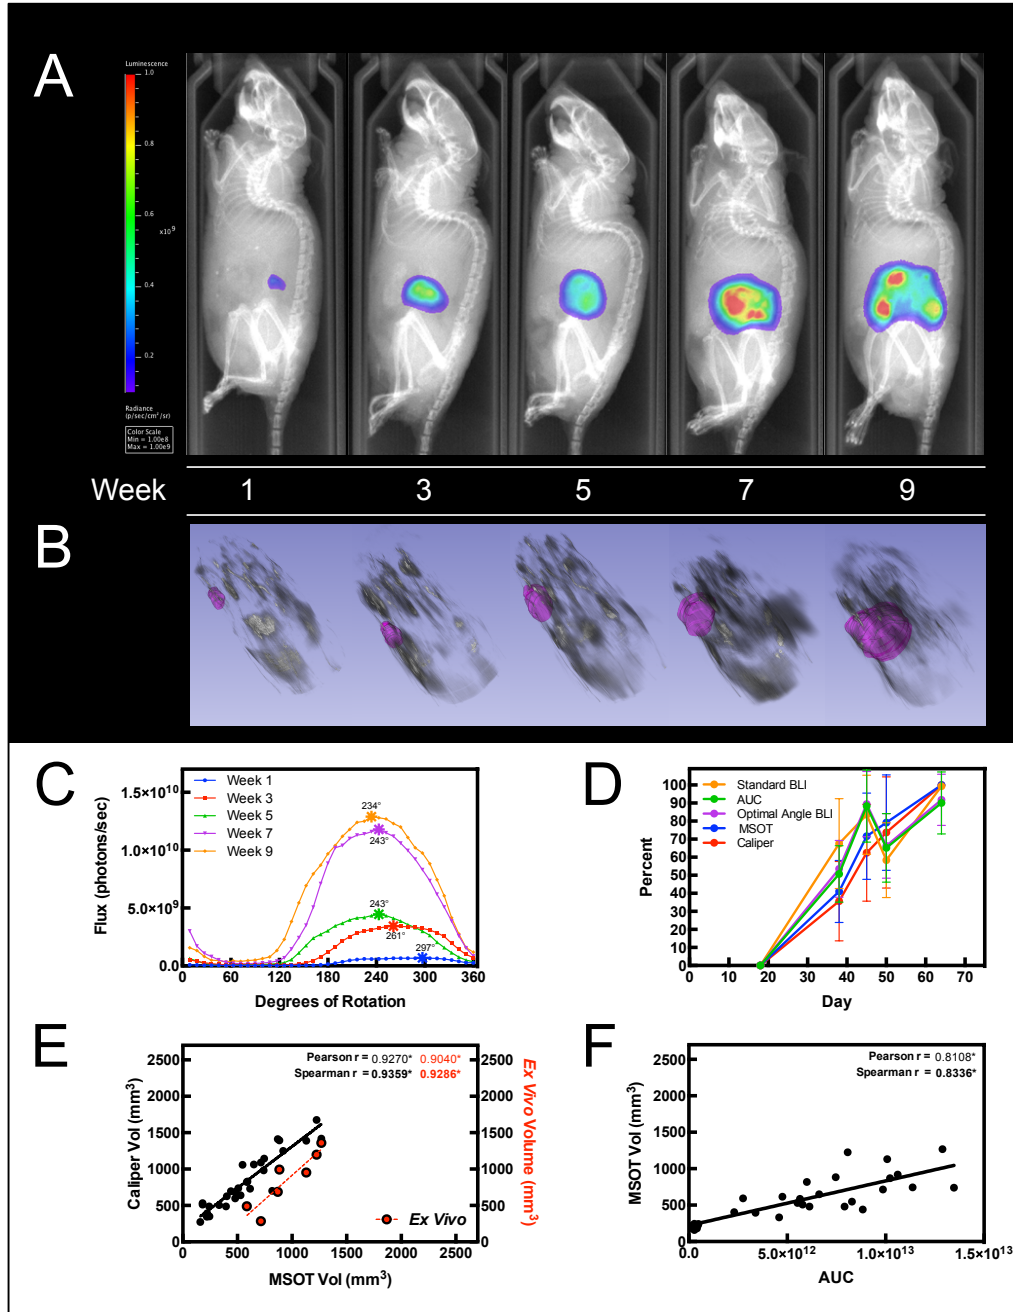 A
Luminescence
1.0
0.8
0.6
x10⁹
0.4
0.2
Radiance
(p/sec/cm²/sr)
Color Scale
Min = 1.00e8
Max = 1.00e9
Week 1 3 5 7 9
B
C
Flux (photons/sec)
1.5×10¹⁰
1.0×10¹⁰
5.0×10⁹
0.0
Week 1
Week 3
Week 5
Week 7
Week 9
234°
243°
243°
261°
297°
0 60 120 180 240 300 360
Degrees of Rotation
D
Percent
100
90
80
70
60
50
40
30
20
10
0
Standard BLI
AUC
Optimal Angle BLI
MSOT
Caliper
0 10 20 30 40 50 60 70
Day
E
Caliper Vol (mm³)
2500
2000
1500
1000
500
0
Pearson r = 0.9270* 0.9040*
Spearman r = 0.9359* 0.9286*
Ex Vivo
2500
2000
1500
1000
500
0
Ex Vivo Volume (mm³)
0 500 1000 1500 2000 2500
MSOT Vol (mm³)
F
MSOT Vol (mm³)
2500
2000
1500
1000
500
0
Pearson r = 0.8108*
Spearman r = 0.8336*
0.0 5.0×10¹² 1.0×10¹³ 1.5×10¹³
AUC